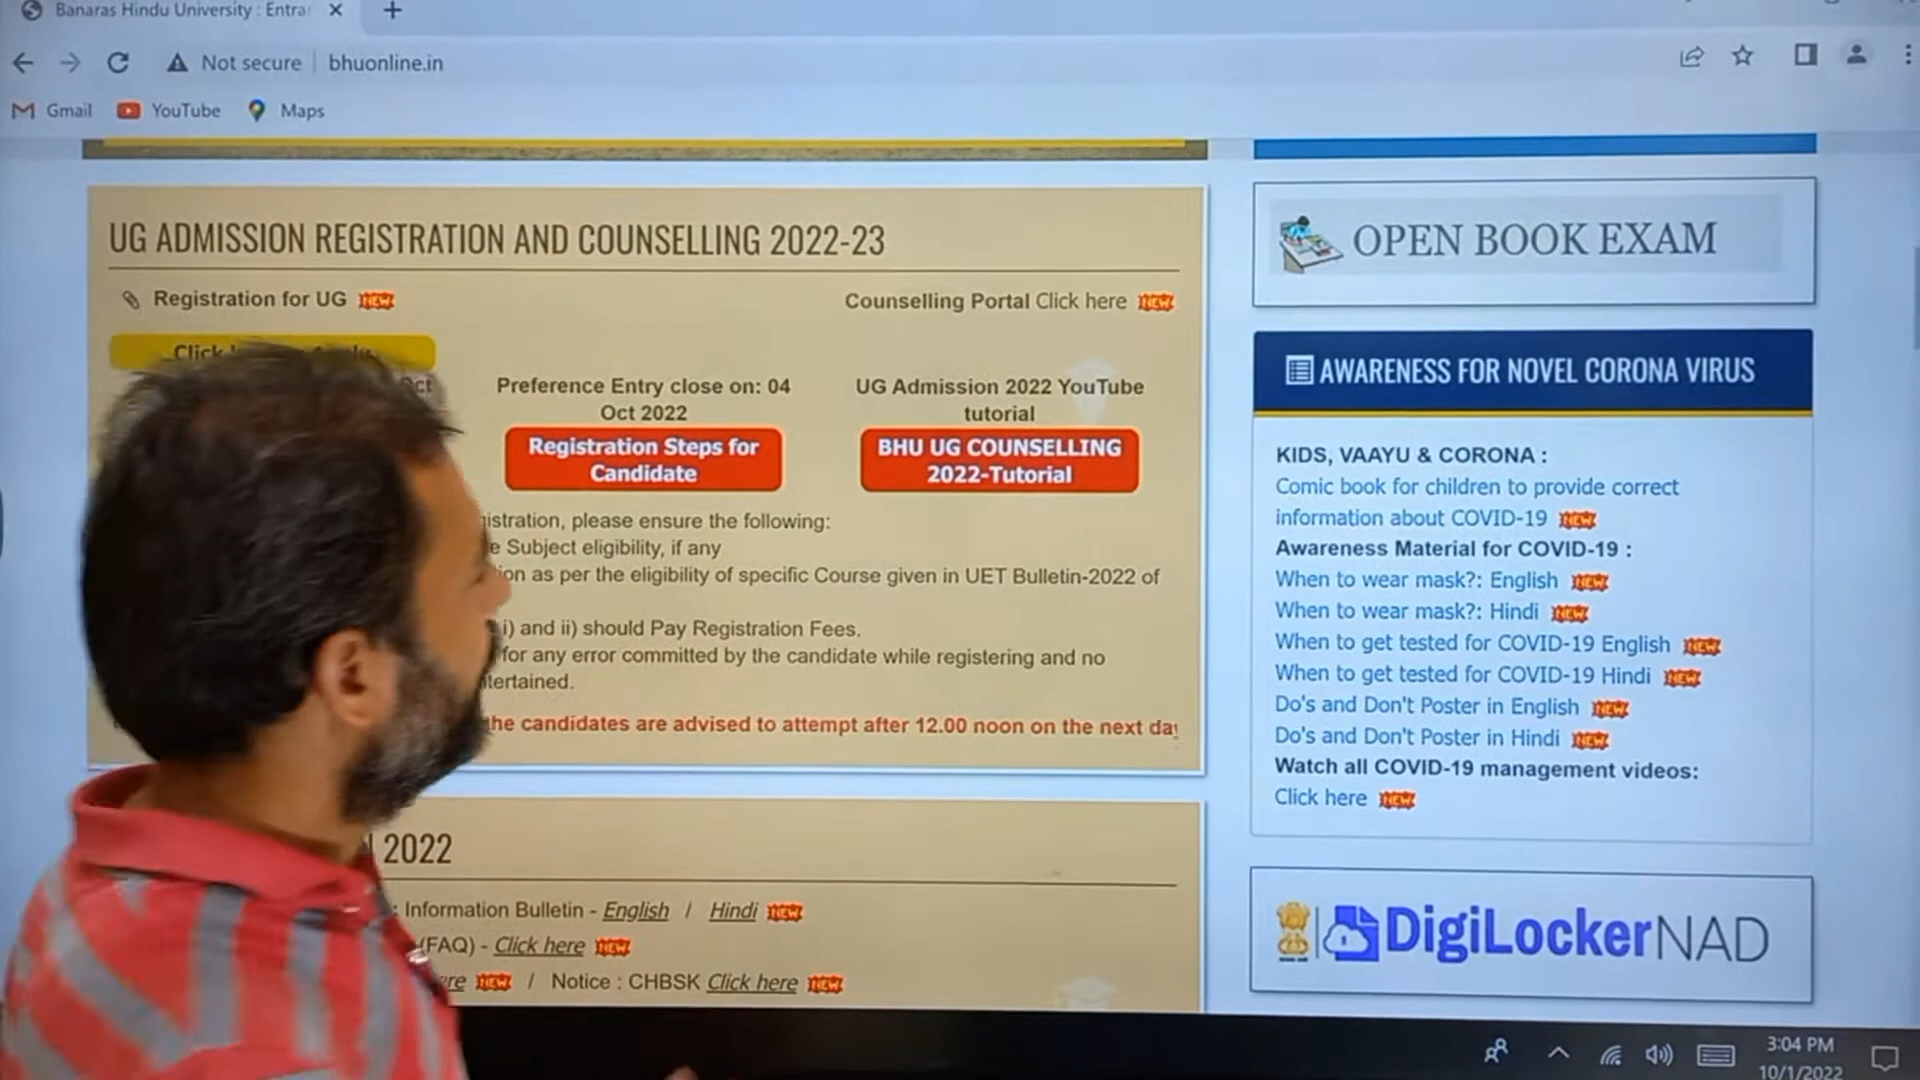 Banaras Hindu University : Entra
Not secure
bhuonline.in
Gmail
YouTube
Maps
UG ADMISSION REGISTRATION AND COUNSELLING 2022-23
Registration for UG NEW
Counselling Portal Click here NEW
Click
Oct
Preference Entry close on: 04
Oct 2022
Registration Steps for
Candidate
UG Admission 2022 YouTube
tutorial
BHU UG COUNSELLING
2022-Tutorial
istration, please ensure the following:
e Subject eligibility, if any
ion as per the eligibility of specific Course given in UET Bulletin-2022 of
i) and ii) should Pay Registration Fees.
for any error committed by the candidate while registering and no
tertained.
he candidates are advised to attempt after 12.00 noon on the next day
2022
: Information Bulletin - English / Hindi NEW
(FAQ) - Click here NEW
ere NEW / Notice : CHBSK Click here NEW
OPEN BOOK EXAM
AWARENESS FOR NOVEL CORONA VIRUS
KIDS, VAAYU & CORONA :
Comic book for children to provide correct
information about COVID-19 NEW
Awareness Material for COVID-19 :
When to wear mask?: English NEW
When to wear mask?: Hindi NEW
When to get tested for COVID-19 English NEW
When to get tested for COVID-19 Hindi NEW
Do's and Don't Poster in English NEW
Do's and Don't Poster in Hindi NEW
Watch all COVID-19 management videos:
Click here NEW
DigiLockerNAD
3:04 PM
10/1/2022